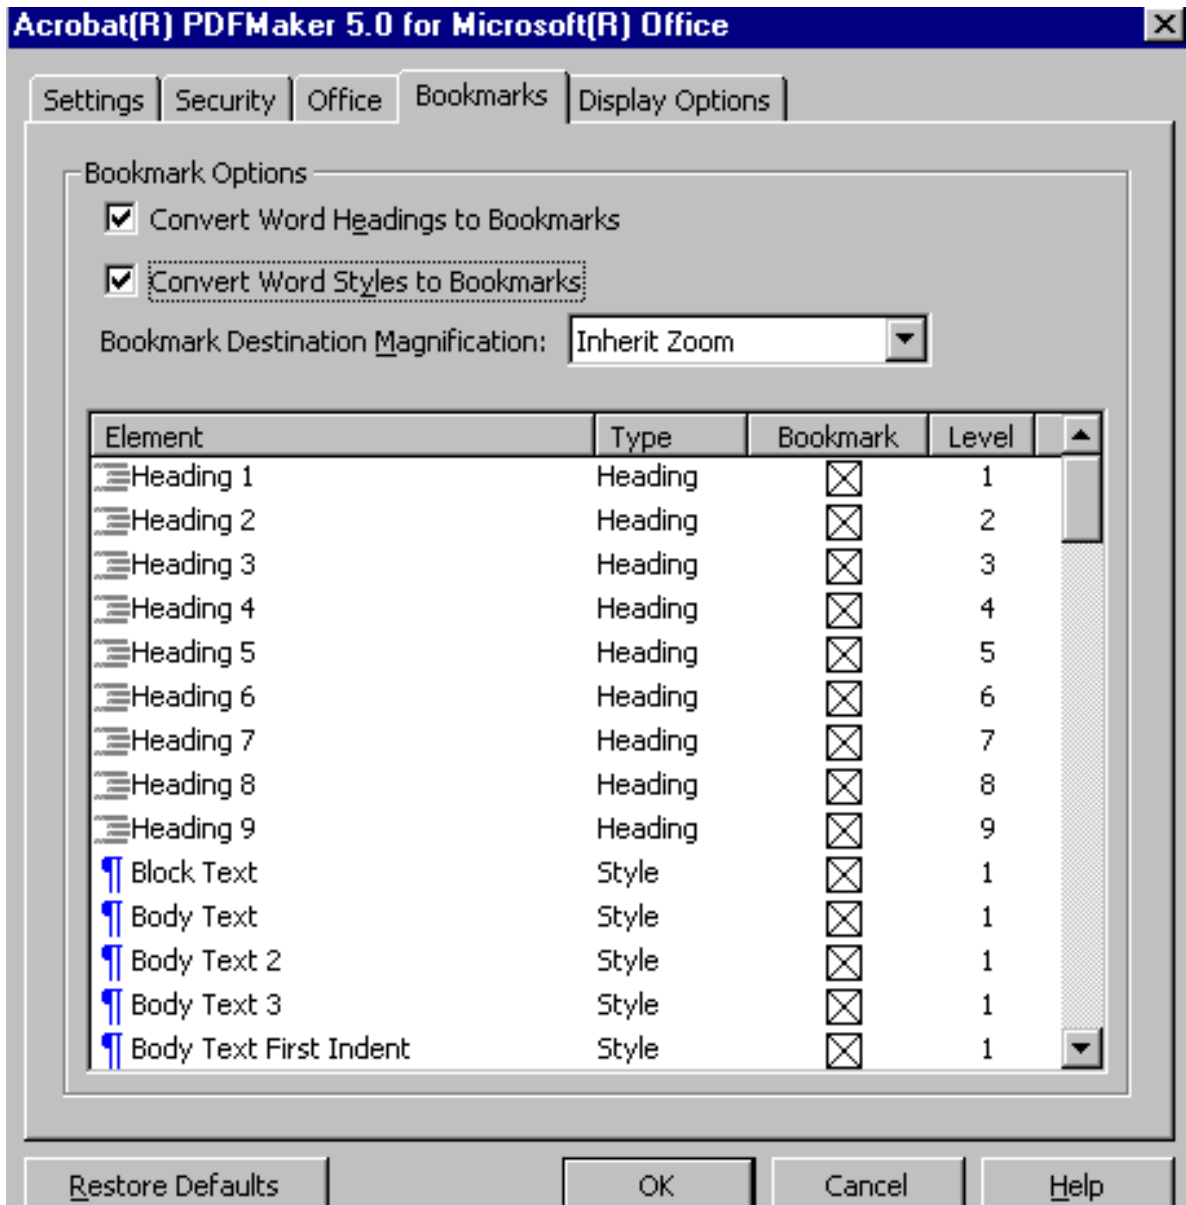 Acrobat(R) PDFMaker 5.0 for Microsoft(R) Office
Settings Security Office Bookmarks Display Options
Bookmark Options
Convert Word Headings to Bookmarks
Convert Word Styles to Bookmarks
Bookmark Destination Magnification: Inherit Zoom
Element Type Bookmark Level
Heading 1 Heading 1
Heading 2 Heading 2
Heading 3 Heading 3
Heading 4 Heading 4
Heading 5 Heading 5
Heading 6 Heading 6
Heading 7 Heading 7
Heading 8 Heading 8
Heading 9 Heading 9
¶ Block Text Style 1
¶ Body Text Style 1
¶ Body Text 2 Style 1
¶ Body Text 3 Style 1
¶ Body Text First Indent Style 1
Restore Defaults OK Cancel Help